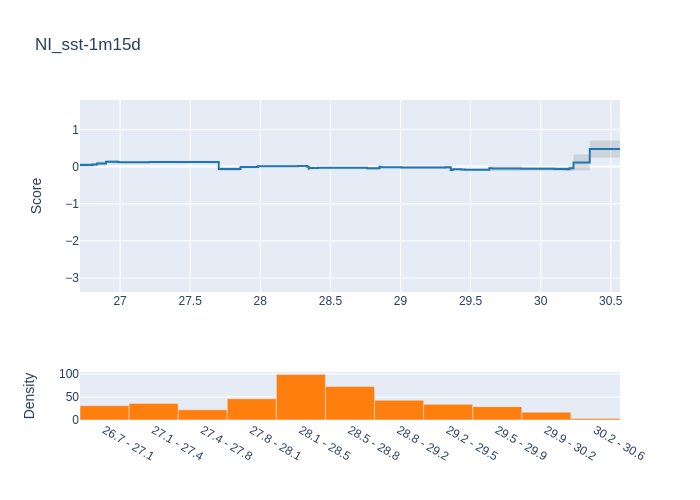 NI_sst-1m15d
Score
1
0
−1
−2
−3
27
27.5
28
28.5
29
29.5
30
30.5
Density
100
50
0
26.7 - 27.1
27.1 - 27.4
27.4 - 27.8
27.8 - 28.1
28.1 - 28.5
28.5 - 28.8
28.8 - 29.2
29.2 - 29.5
29.5 - 29.9
29.9 - 30.2
30.2 - 30.6